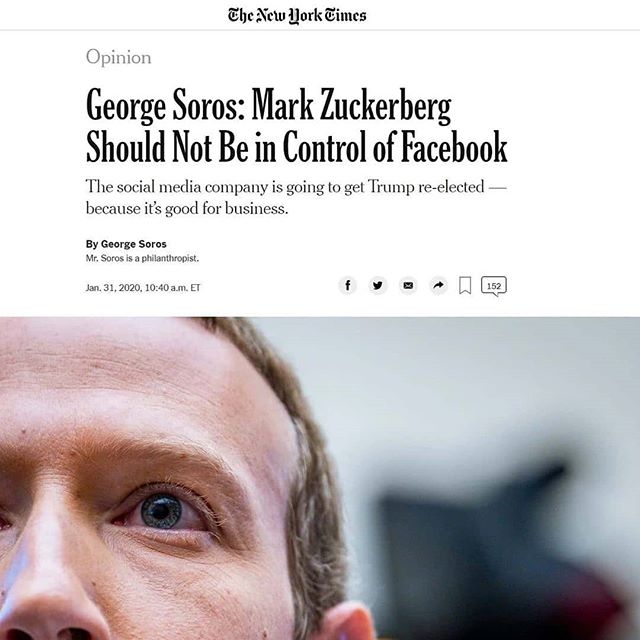 The New York Times
Opinion
George Soros: Mark Zuckerberg
Should Not Be in Control of Facebook
The social media company is going to get Trump re-elected —
because it's good for business.
By George Soros
Mr. Soros is a philanthropist.
Jan. 31, 2020, 10:40 a.m. ET
152